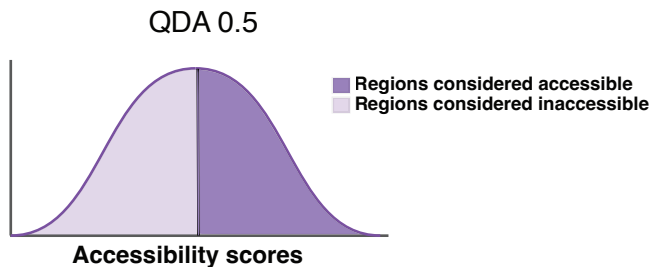 QDA 0.5
Regions considered accessible
Regions considered inaccessible
Accessibility scores